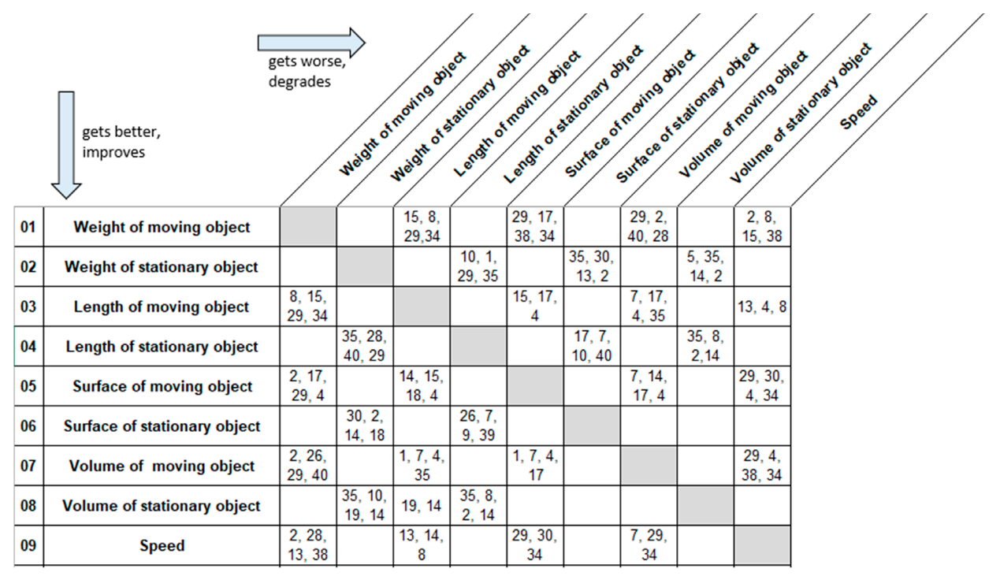 gets worse,
degrades
gets better,
improves
Weight of moving object
Weight of stationary object
Length of moving object
Length of stationary object
Surface of moving object
Surface of stationary object
Volume of moving object
Volume of stationary object
Speed
01 Weight of moving object 15, 8, 29, 17, 29, 2, 2, 8,
29,34 38, 34 40, 28 15, 38
02 Weight of stationary object 10, 1, 35, 30, 5, 35,
29, 35 13, 2 14, 2
03 Length of moving object 8, 15, 15, 17, 7, 17, 13, 4, 8
29, 34 4 4, 35
04 Length of stationary object 35, 28, 17, 7, 35, 8,
40, 29 10, 40 2,14
05 Surface of moving object 2, 17, 14, 15, 7, 14, 29, 30,
29, 4 18, 4 17, 4 4, 34
06 Surface of stationary object 30, 2, 26, 7,
14, 18 9, 39
07 Volume of moving object 2, 26, 1, 7, 4, 1, 7, 4, 29, 4,
29, 40 35 17 38, 34
08 Volume of stationary object 35, 10, 19, 14 35, 8,
19, 14 2, 14
09 Speed 2, 28, 13, 14, 29, 30, 7, 29,
13, 38 8 34 34